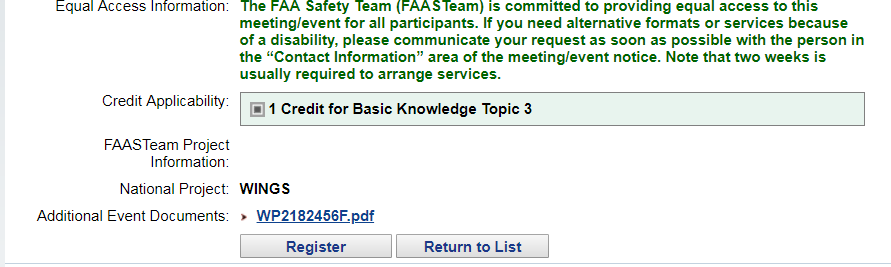 Equal Access Information: The FAA Safety Team (FAASTeam) is committed to providing equal access to this
meeting/event for all participants. If you need alternative formats or services because
of a disability, please communicate your request as soon as possible with the person in
the “Contact Information” area of the meeting/event notice. Note that two weeks is
usually required to arrange services.
Credit Applicability: 1 Credit for Basic Knowledge Topic 3
FAASTeam Project
Information:
National Project: WINGS
Additional Event Documents: WP2182456F.pdf
Register Return to List